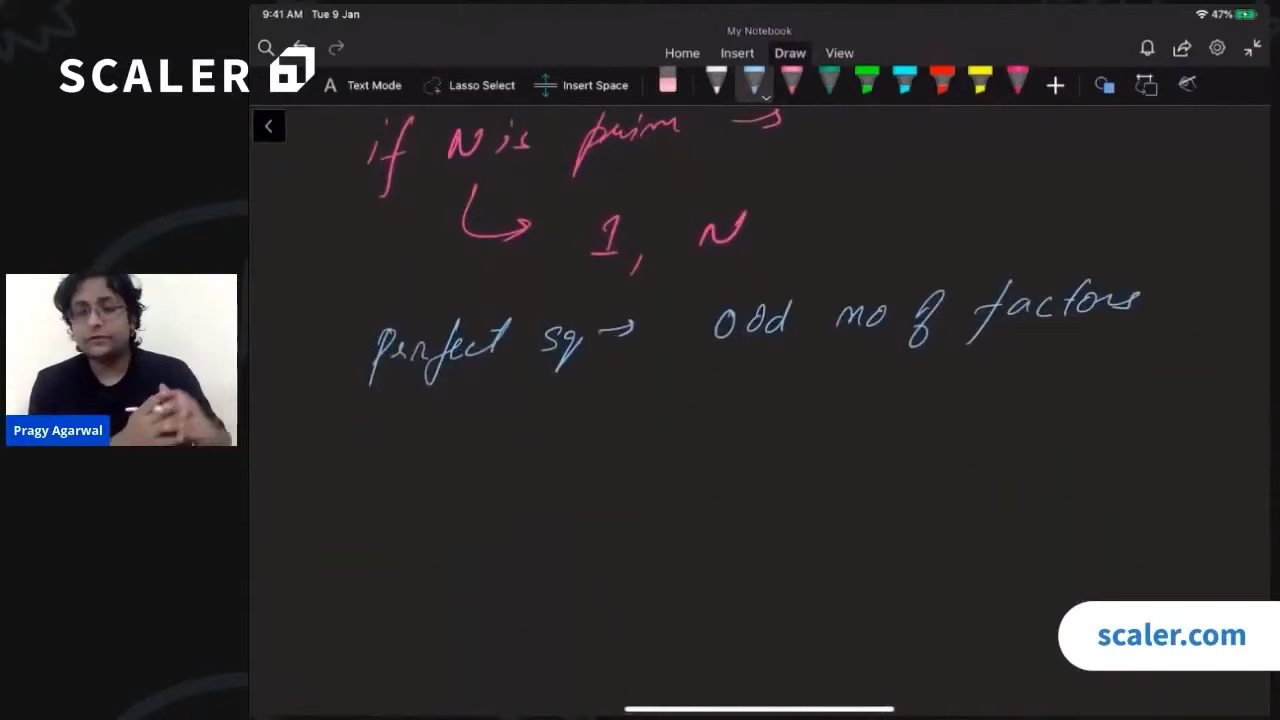 9:41 AM Tue 9 Jan
47%
My Notebook
Home Insert Draw View
SCALER
Text Mode Lasso Select Insert Space
if N is prim →
1, N
Perfect sq → odd no of factors
Pragy Agarwal
scaler.com